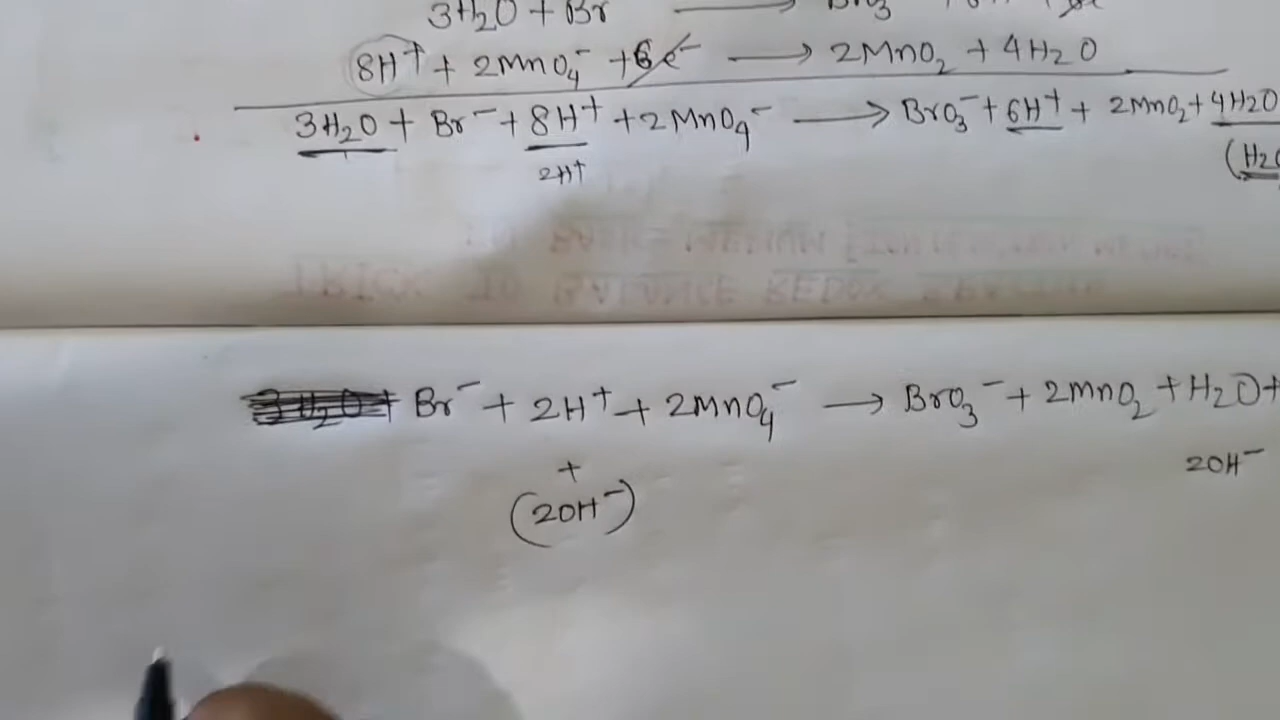 3H₂O + Br ⟶ BrO₃
8H⁺ + 2MnO₄⁻ + 6e⁻ ⟶ 2MnO₂ + 4H₂O
3H₂O + Br⁻ + 8H⁺ + 2MnO₄⁻ ⟶ BrO₃⁻ + 6H⁺ + 2MnO₂ + 4H₂O
2H⁺ (H₂O
Br⁻ + 2H⁺ + 2MnO₄⁻ ⟶ BrO₃⁻ + 2MnO₂ + H₂O +
+ 2OH⁻
(2OH⁻)